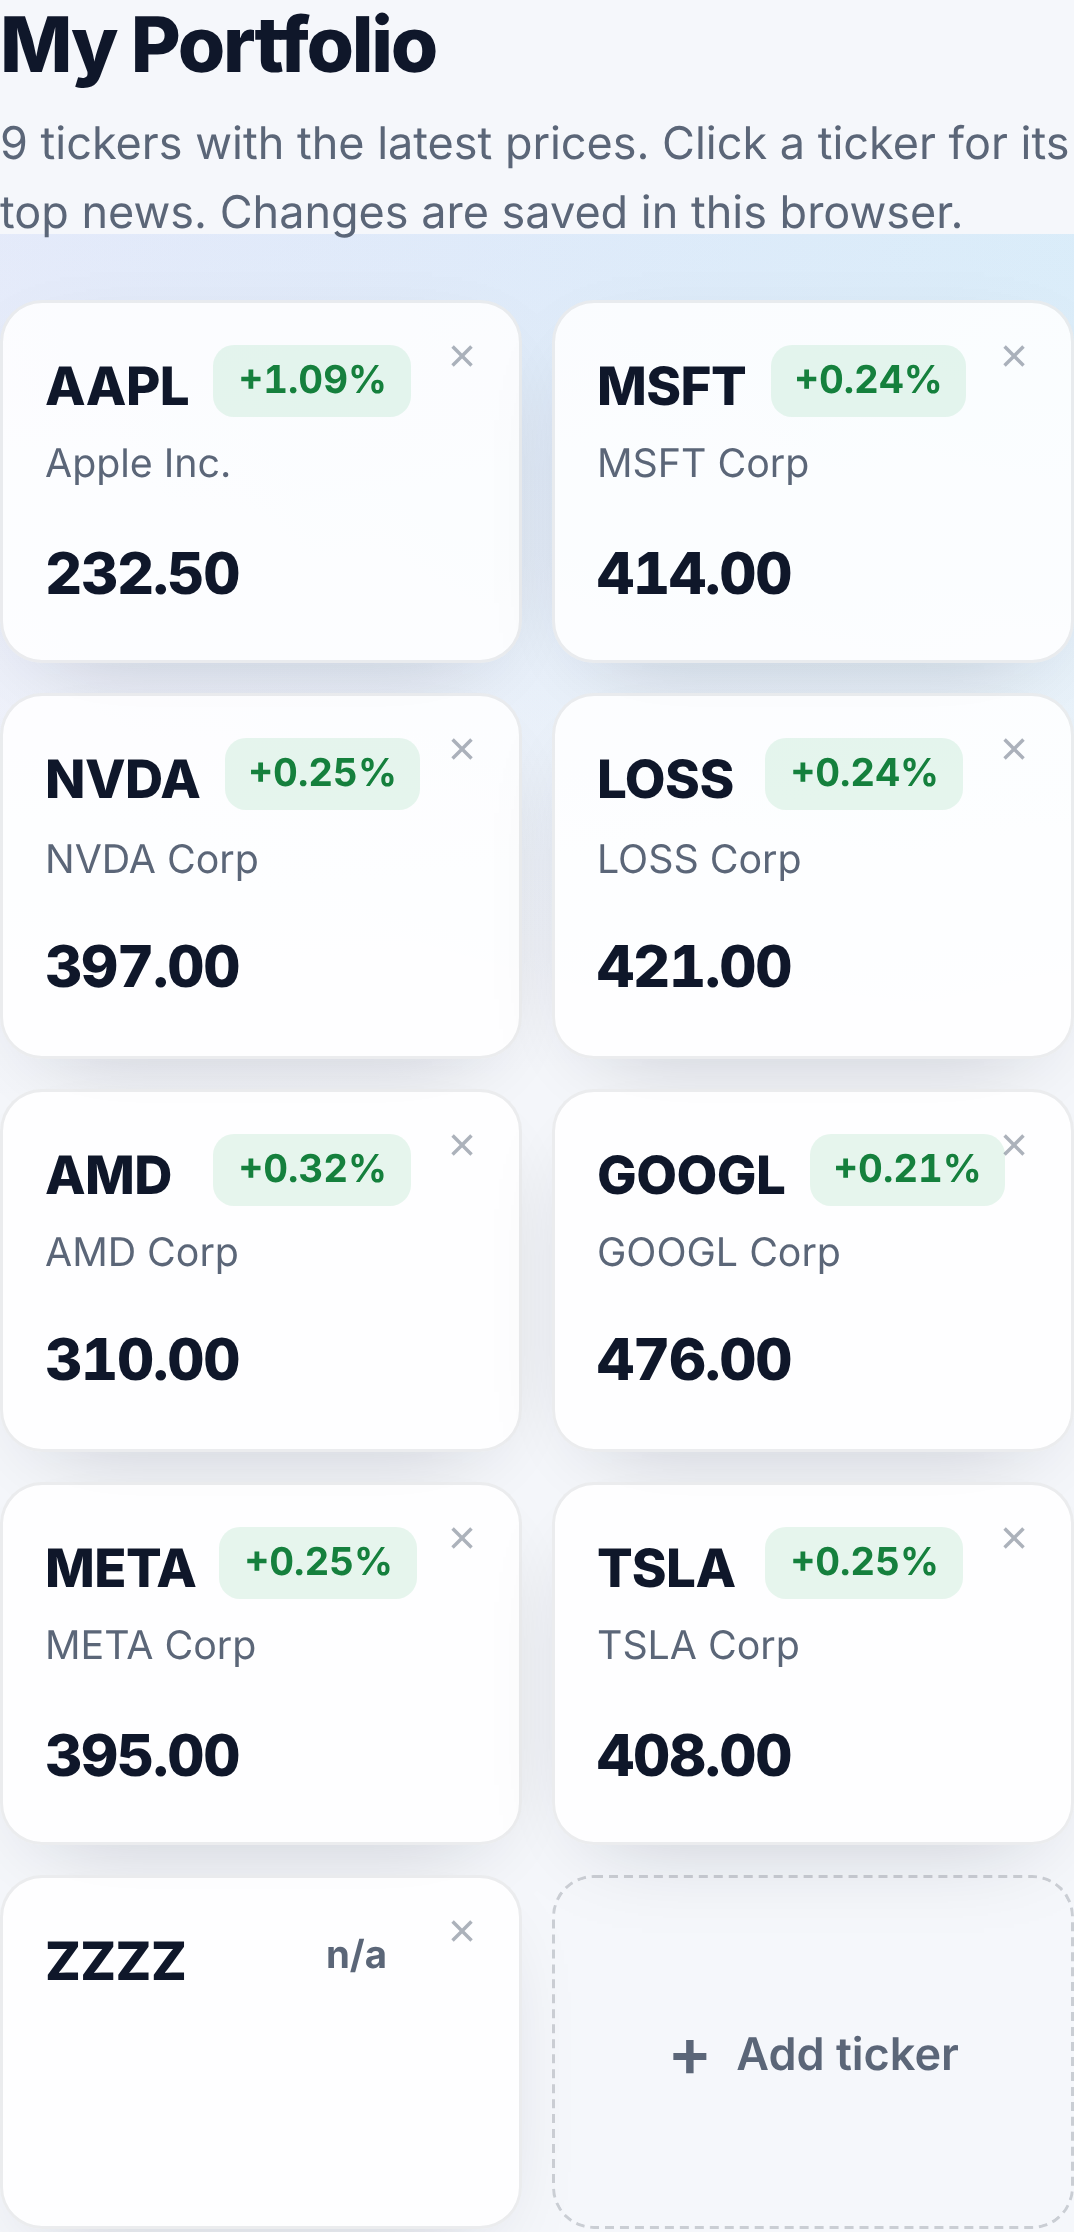 My Portfolio
9 tickers with the latest prices. Click a ticker for its
top news. Changes are saved in this browser.
AAPL +1.09% ×
Apple Inc.
232.50
MSFT +0.24% ×
MSFT Corp
414.00
NVDA +0.25% ×
NVDA Corp
397.00
LOSS +0.24% ×
LOSS Corp
421.00
AMD +0.32% ×
AMD Corp
310.00
GOOGL +0.21% ×
GOOGL Corp
476.00
META +0.25% ×
META Corp
395.00
TSLA +0.25% ×
TSLA Corp
408.00
ZZZZ n/a ×
+ Add ticker